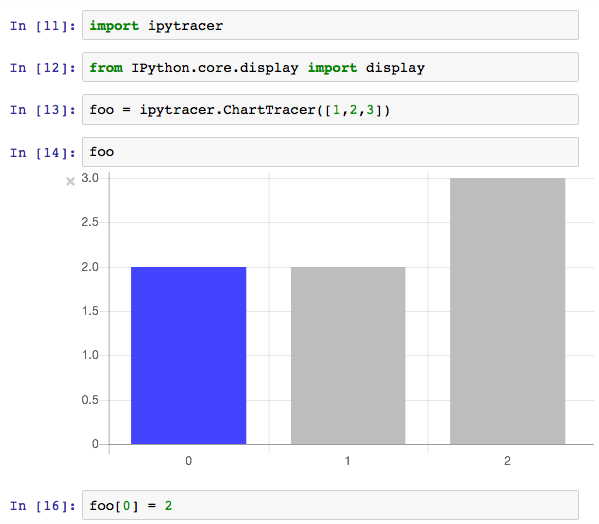 In [11]: import ipytracer
In [12]: from IPython.core.display import display
In [13]: foo = ipytracer.ChartTracer([1,2,3])
In [14]: foo
×
3.0
2.5
2.0
1.5
1.0
0.5
0
0 1 2
In [16]: foo[0] = 2